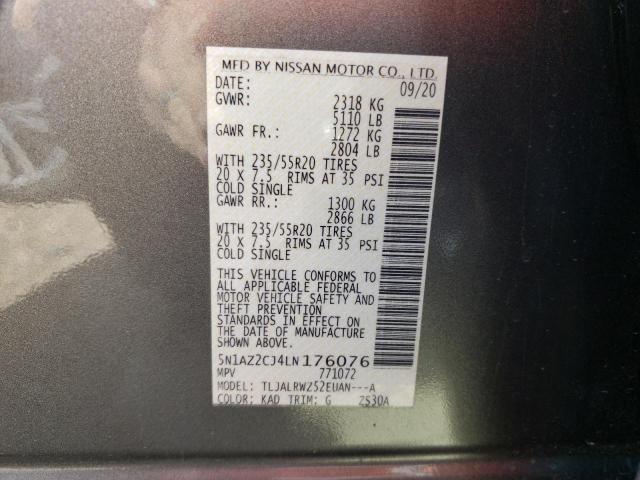 MFD BY NISSAN MOTOR CO., LTD.
DATE: 09/20
GVWR: 2318 KG
5110 LB
GAWR FR.: 1272 KG
2804 LB
WITH 235/55R20 TIRES
20 X 7.5 RIMS AT 35 PSI
COLD SINGLE
GAWR RR.: 1300 KG
2866 LB
WITH 235/55R20 TIRES
20 X 7.5 RIMS AT 35 PSI
COLD SINGLE
THIS VEHICLE CONFORMS TO
ALL APPLICABLE FEDERAL
MOTOR VEHICLE SAFETY AND
THEFT PREVENTION
STANDARDS IN EFFECT ON
THE DATE OF MANUFACTURE
SHOWN ABOVE.
5N1AZ2CJ4LN176076
MPV 771072
MODEL: TLJALRWZ52EUAN---A
COLOR: KAD TRIM: G ZS30A